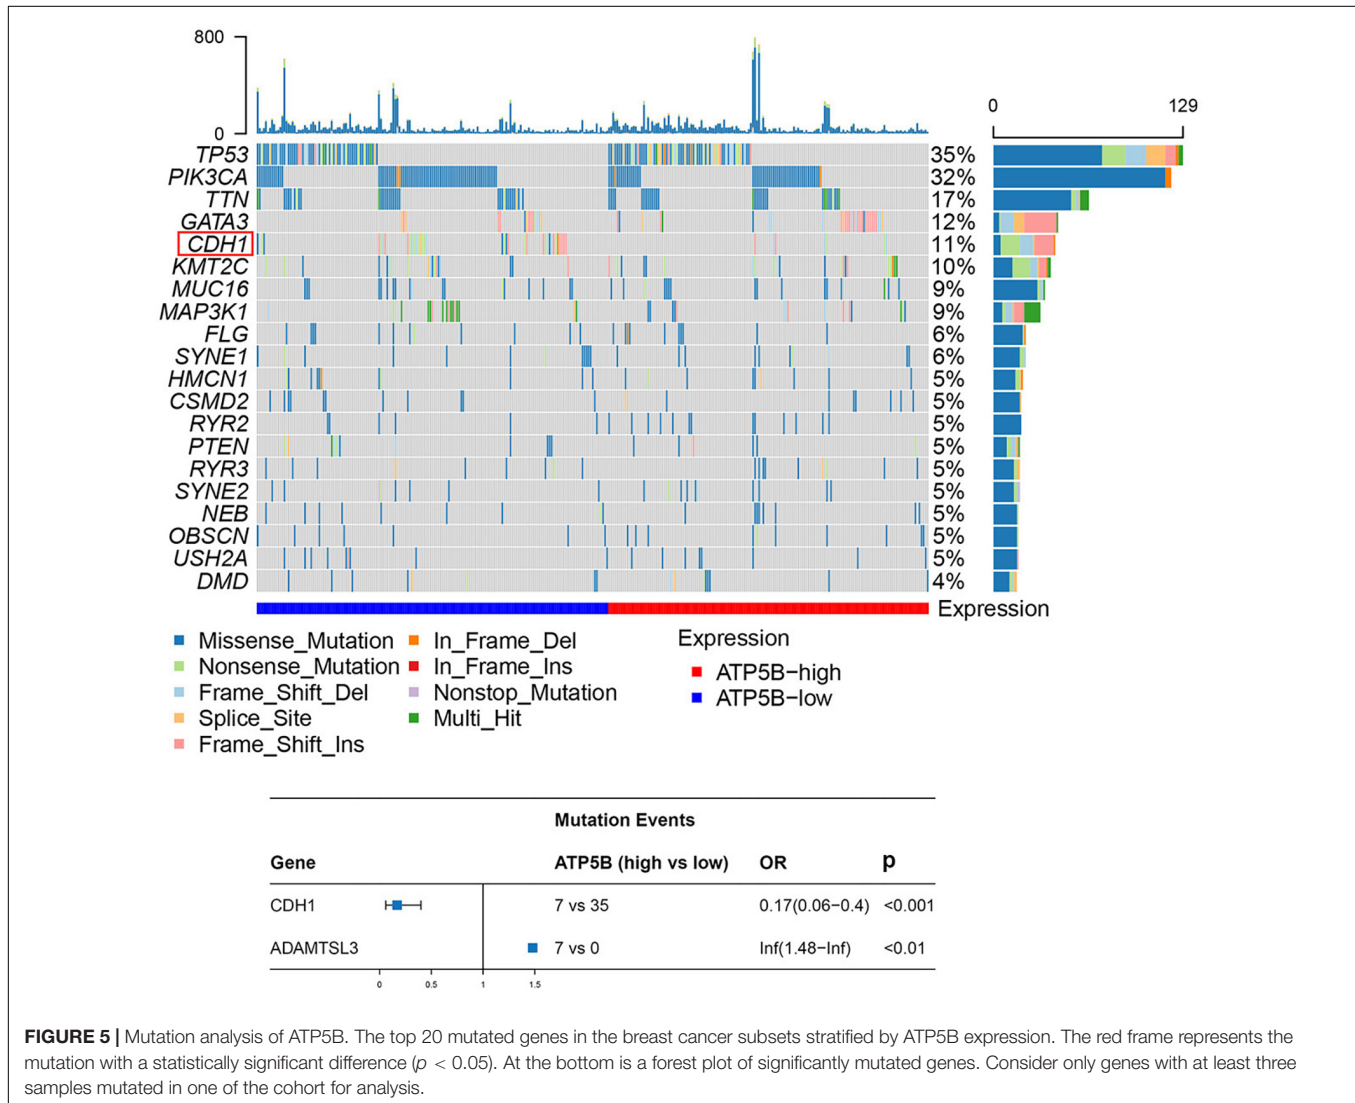 800
0
0 129
TP53 35%
PIK3CA 32%
TTN 17%
GATA3 12%
CDH1 11%
KMT2C 10%
MUC16 9%
MAP3K1 9%
FLG 6%
SYNE1 6%
HMCN1 5%
CSMD2 5%
RYR2 5%
PTEN 5%
RYR3 5%
SYNE2 5%
NEB 5%
OBSCN 5%
USH2A 5%
DMD 4%
Expression
Missense_Mutation
Nonsense_Mutation
Frame_Shift_Del
Splice_Site
Frame_Shift_Ins
In_Frame_Del
In_Frame_Ins
Nonstop_Mutation
Multi_Hit
Expression
ATP5B−high
ATP5B−low
Mutation Events
Gene ATP5B (high vs low) OR p
CDH1 7 vs 35 0.17(0.06−0.4) <0.001
ADAMTSL3 7 vs 0 Inf(1.48−Inf) <0.01
0 0.5 1 1.5
FIGURE 5 | Mutation analysis of ATP5B. The top 20 mutated genes in the breast cancer subsets stratified by ATP5B expression. The red frame represents the
mutation with a statistically significant difference (p < 0.05). At the bottom is a forest plot of significantly mutated genes. Consider only genes with at least three
samples mutated in one of the cohort for analysis.